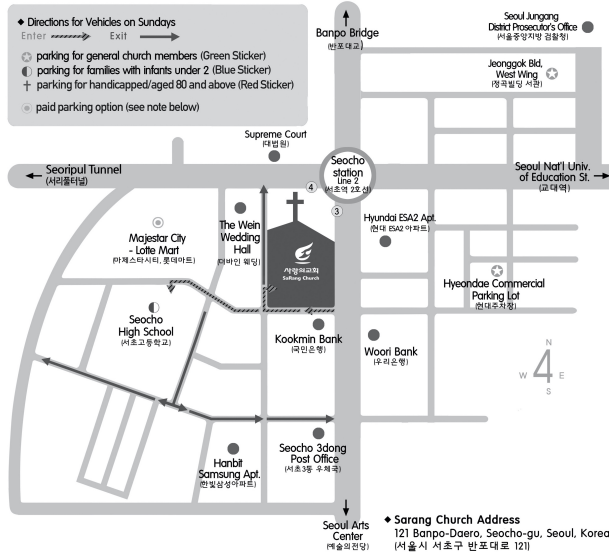 ◆ Directions for Vehicles on Sundays
Enter Exit
parking for general church members (Green Sticker)
parking for families with infants under 2 (Blue Sticker)
parking for handicapped/aged 80 and above (Red Sticker)
paid parking option (see note below)
Banpo Bridge
(반포대교)
Seoul Jungang
District Prosecutor's Office
(서울중앙지방 검찰청)
Jeonggok Bld,
West Wing
(정곡빌딩 서관)
Supreme Court
(대법원)
Seocho
station
Line 2
(서초역 2호선)
Seoripul Tunnel
(서리풀터널)
Seoul Nat'l Univ.
of Education St.
(교대역)
4
3
The Wein
Wedding
Hall
(더바인 웨딩)
Hyundai ESA2 Apt.
(현대 ESA2 아파트)
Majestar City
- Lotte Mart
(마제스타시티, 롯데마트)
사랑의교회
SaRang Church
Hyeondae Commercial
Parking Lot
(현대주차장)
Seocho
High School
(서초고등학교)
Kookmin Bank
(국민은행)
Woori Bank
(우리은행)
N
W 4 E
S
Hanbit
Samsung Apt.
(한빛삼성아파트)
Seocho 3dong
Post Office
(서초3동 우체국)
Seoul Arts
Center
(예술의전당)
◆ Sarang Church Address
121 Banpo-Daero, Seocho-gu, Seoul, Korea
(서울시 서초구 반포대로 121)